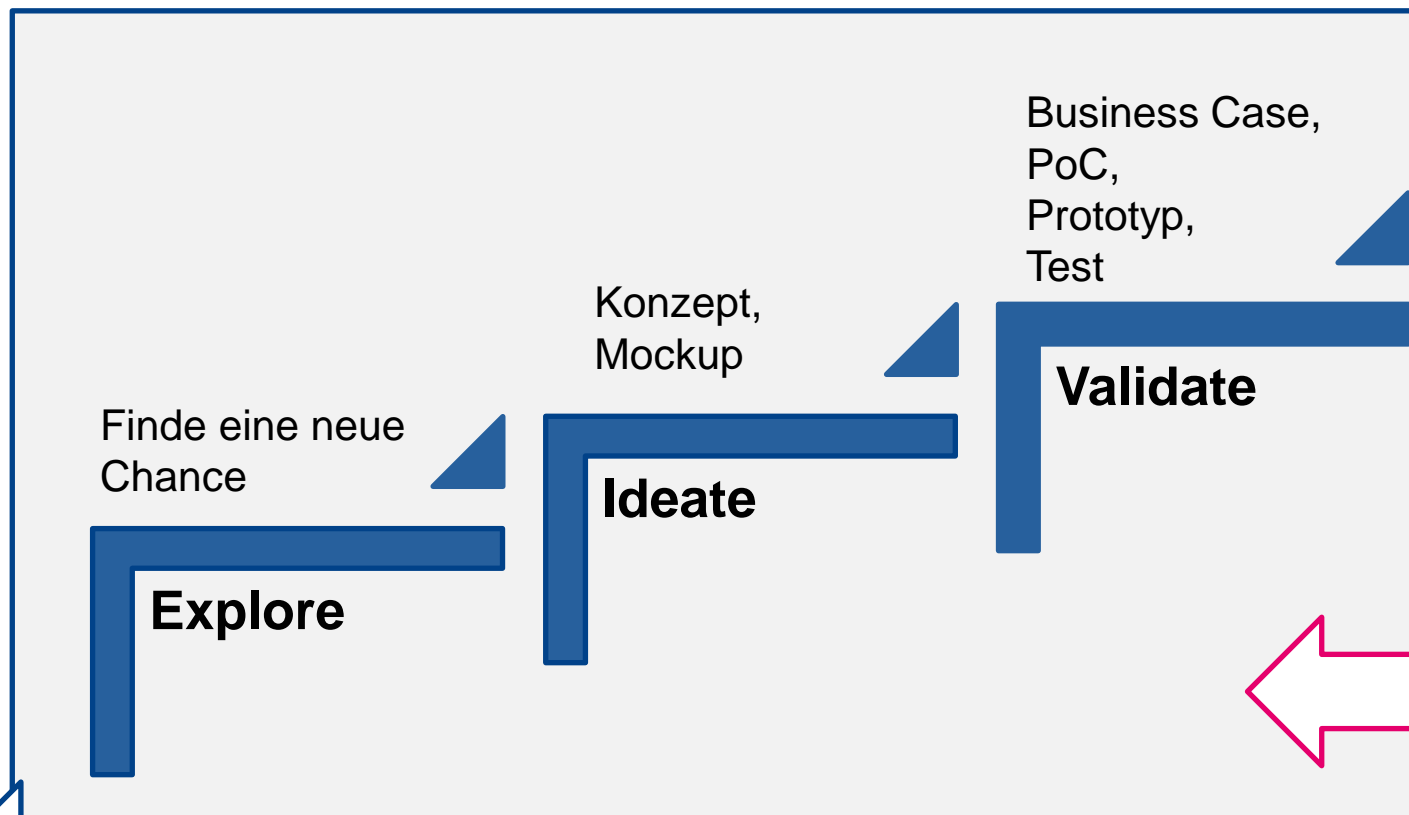 Finde eine neue
Chance
Explore
Konzept,
Mockup
Ideate
Business Case,
PoC,
Prototyp,
Test
Validate